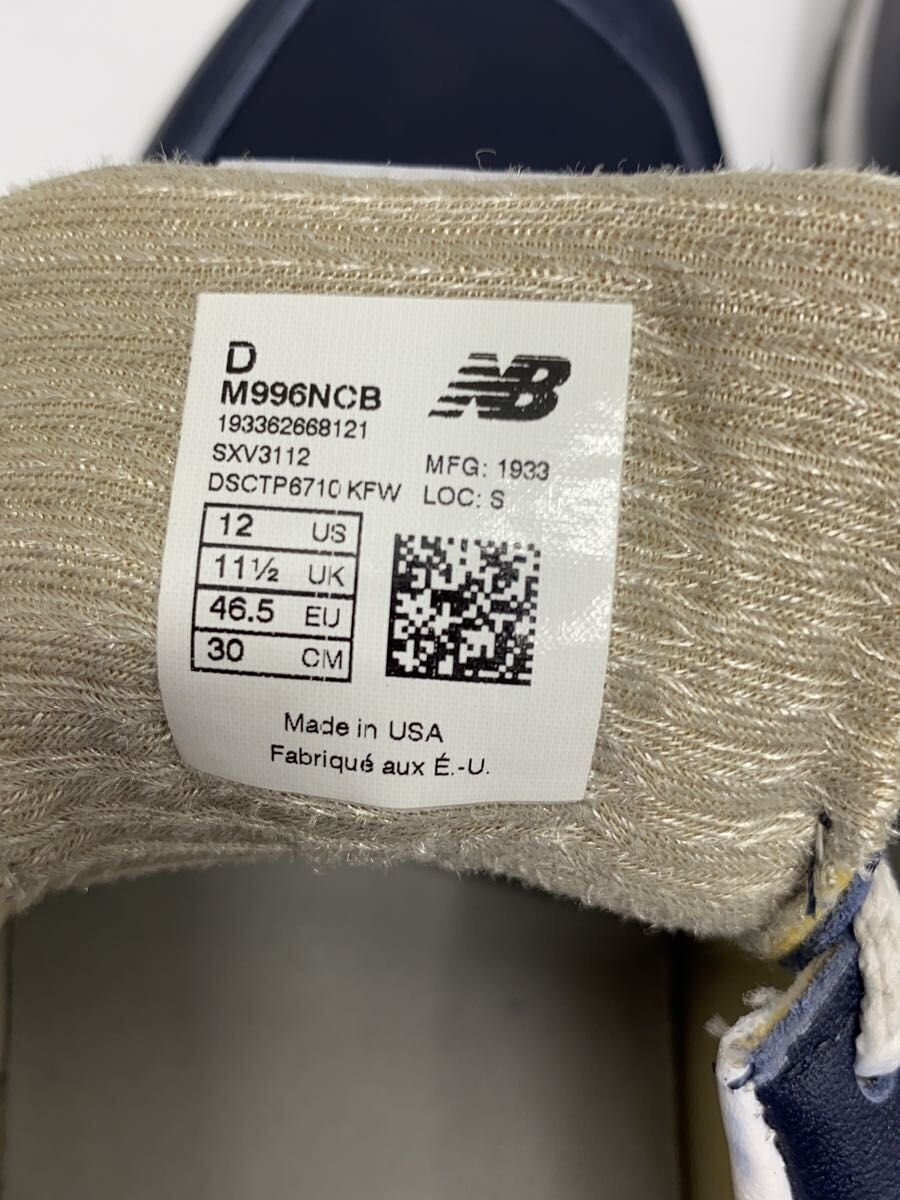 D
M996NCB
193362668121
SXV3112
DSCTP6710 KFW
NB
MFG: 1933
LOC: S
12 US
11½ UK
46.5 EU
30 CM
Made in USA
Fabriqué aux É.-U.